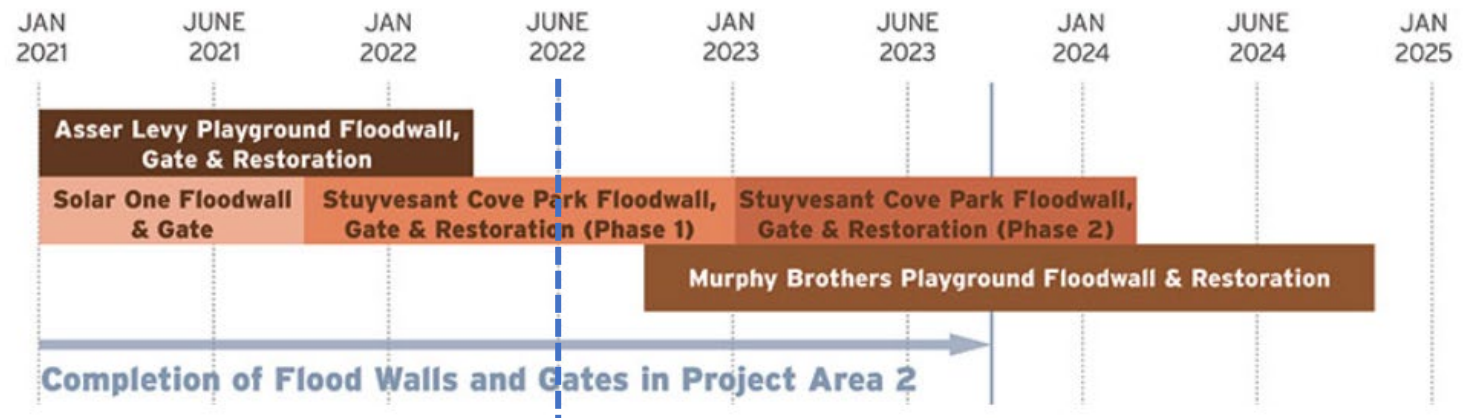 JAN JUNE JAN JUNE JAN JUNE JAN JUNE JAN
2021 2021 2022 2022 2023 2023 2024 2024 2025
Asser Levy Playground Floodwall,
Gate & Restoration
Solar One Floodwall
& Gate
Stuyvesant Cove Park Floodwall,
Gate & Restoration (Phase 1)
Stuyvesant Cove Park Floodwall,
Gate & Restoration (Phase 2)
Murphy Brothers Playground Floodwall & Restoration
Completion of Flood Walls and Gates in Project Area 2